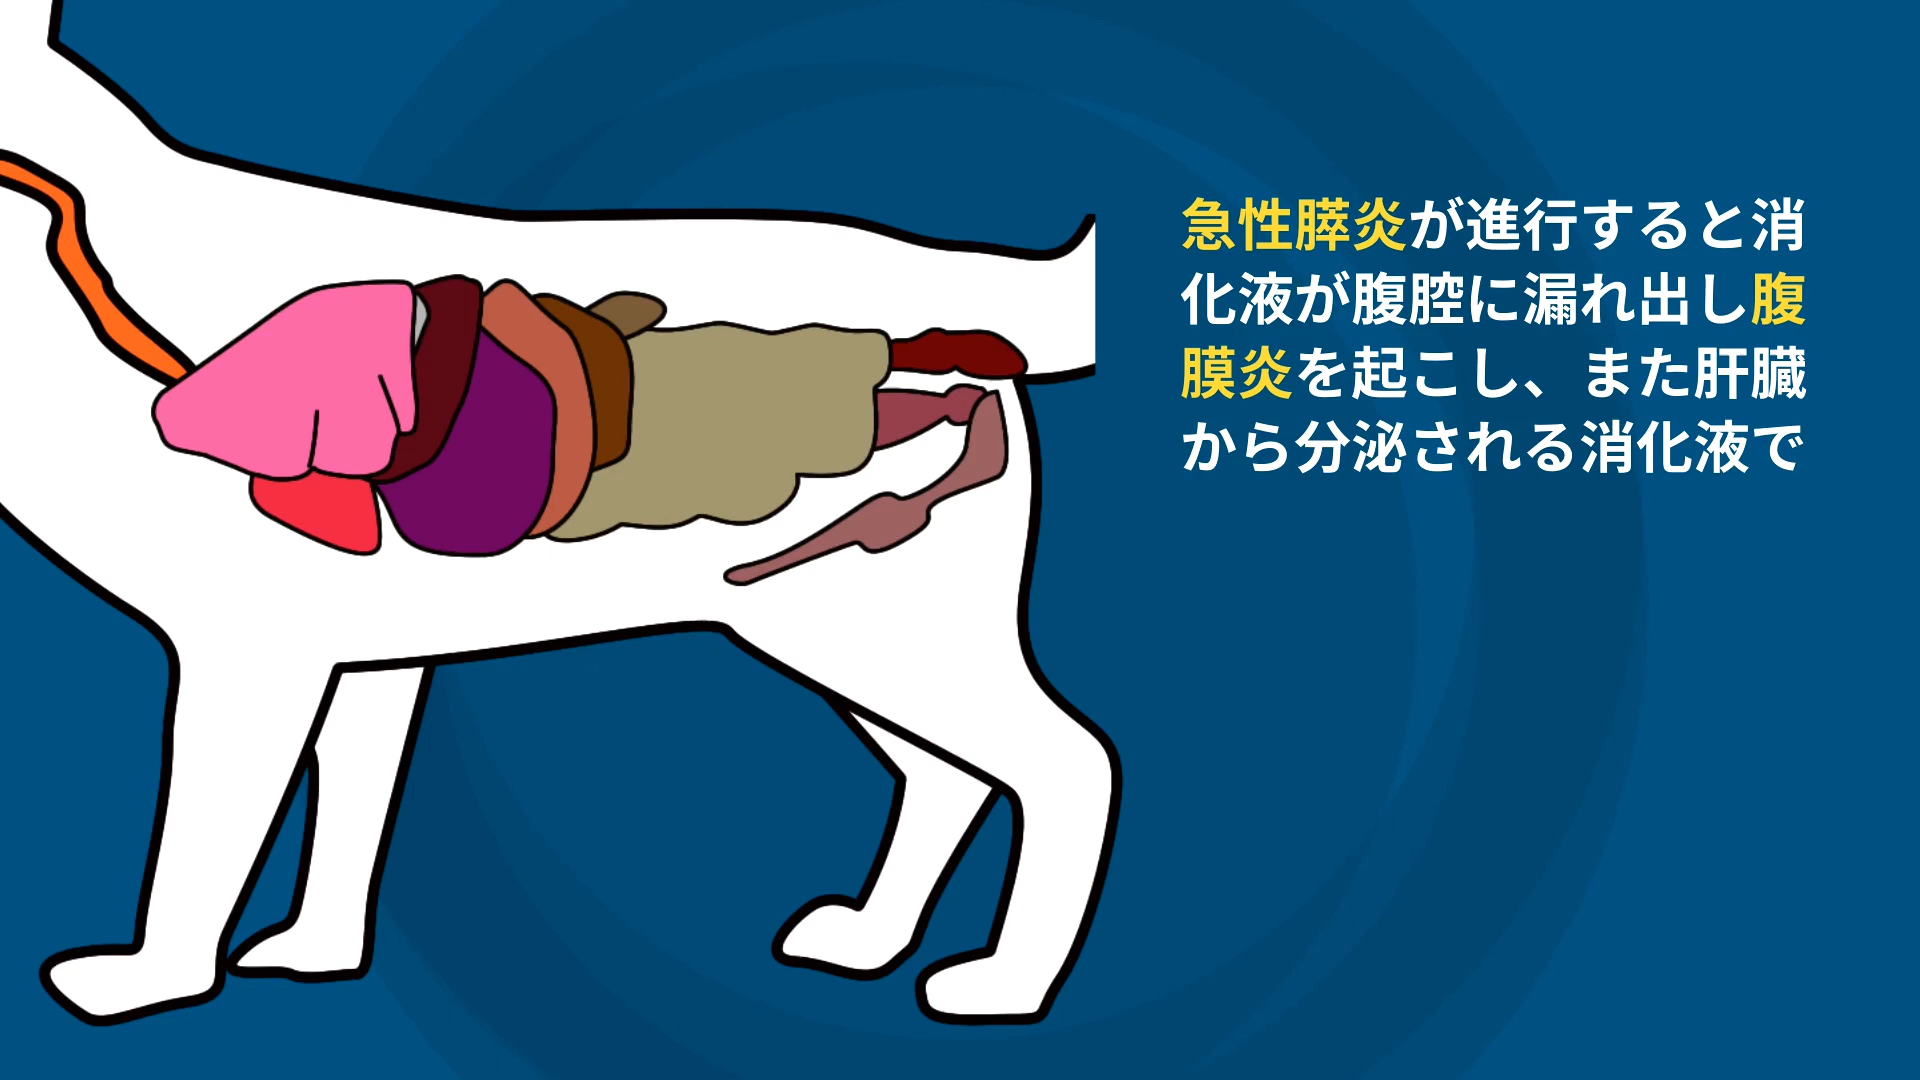 急性膵炎が進行すると消
化液が腹腔に漏れ出し腹
膜炎を起こし、また肝臓
から分泌される消化液で